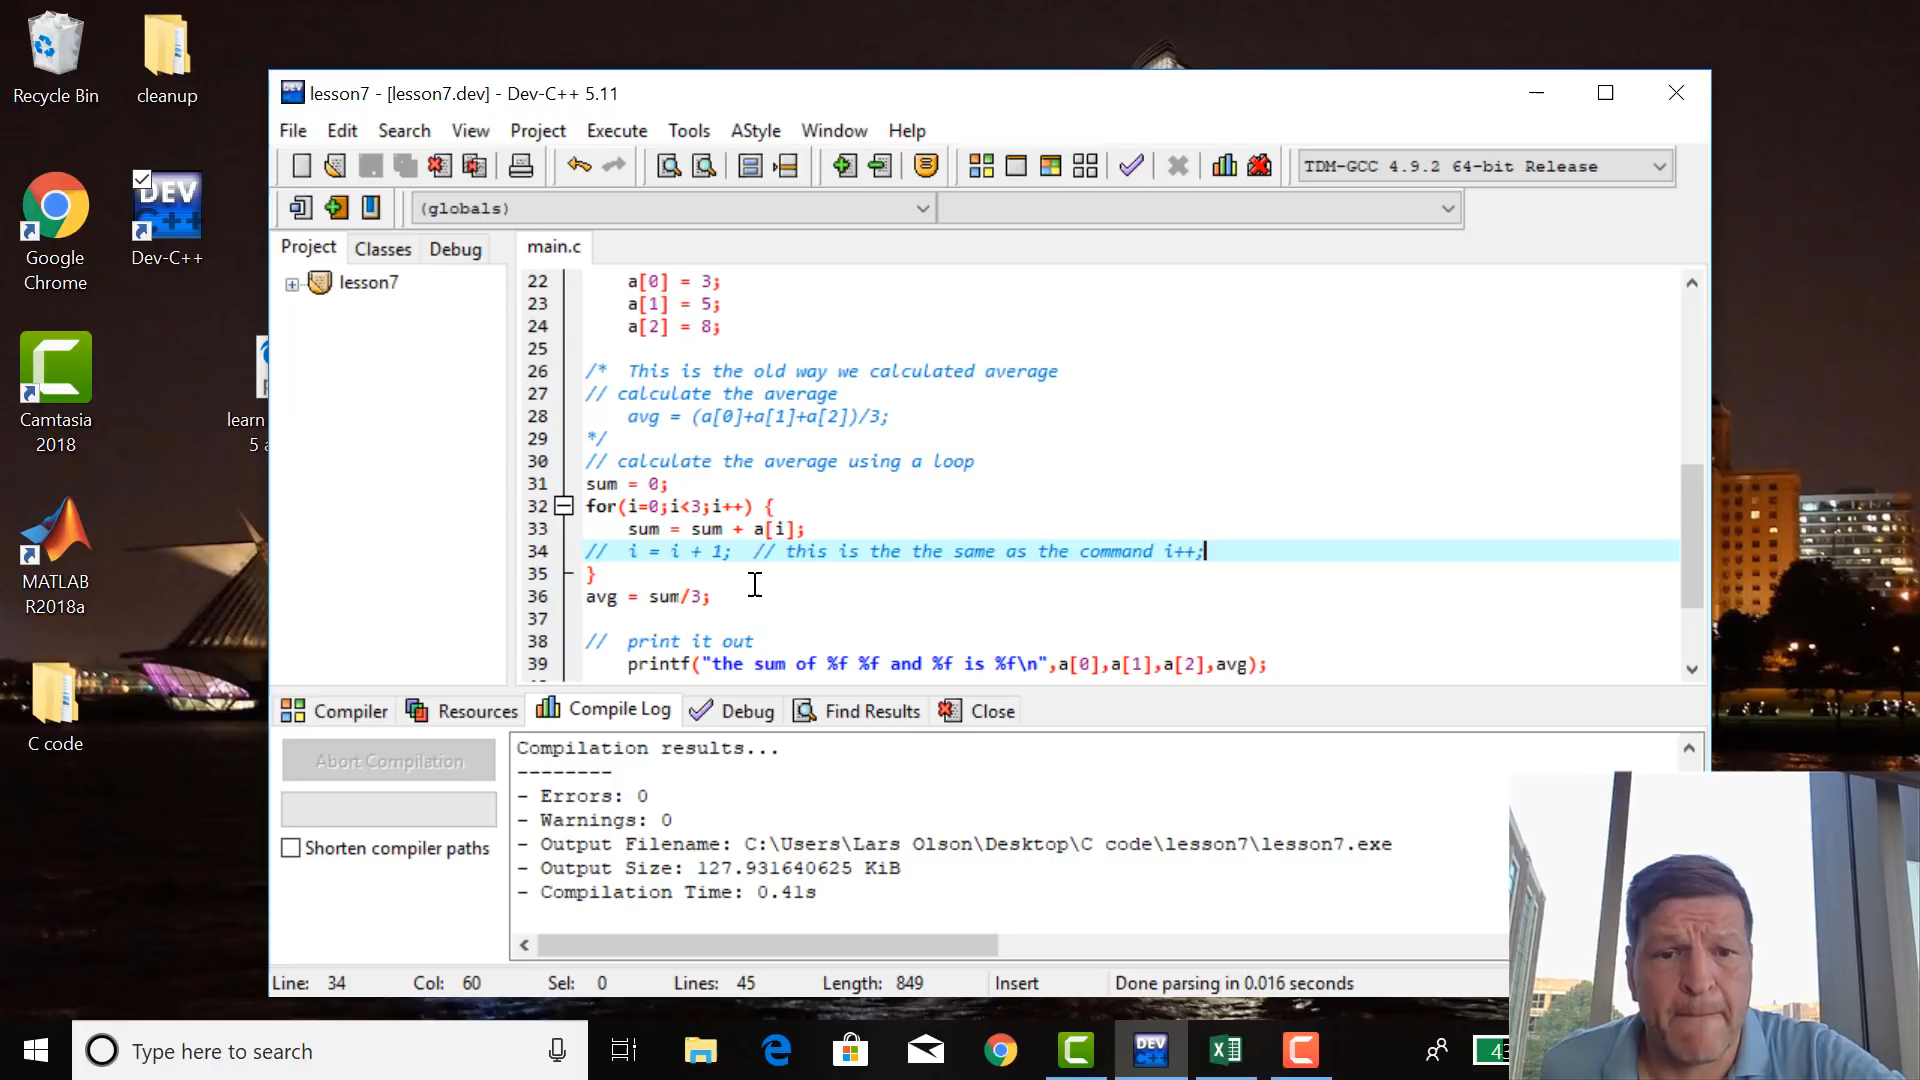 Recycle Bin
cleanup
Google
Chrome
DEV
C++
Dev-C++
Camtasia
2018
learn
5 a
MATLAB
R2018a
C code
lesson7 - [lesson7.dev] - Dev-C++ 5.11
File Edit Search View Project Execute Tools AStyle Window Help
TDM-GCC 4.9.2 64-bit Release
(globals)
Project Classes Debug
main.c
lesson7
22 a[0] = 3;
23 a[1] = 5;
24 a[2] = 8;
25
26 /* This is the old way we calculated average
27 // calculate the average
28 avg = (a[0]+a[1]+a[2])/3;
29 */
30 // calculate the average using a loop
31 sum = 0;
32 for(i=0;i<3;i++) {
33 sum = sum + a[i];
34 // i = i + 1; // this is the the same as the command i++;
35 }
36 avg = sum/3;
37
38 // print it out
39 printf("the sum of %f %f and %f is %f\n",a[0],a[1],a[2],avg);
Compiler Resources Compile Log Debug Find Results Close
Abort Compilation
Shorten compiler paths
Compilation results...
--------
- Errors: 0
- Warnings: 0
- Output Filename: C:\Users\Lars Olson\Desktop\C code\lesson7\lesson7.exe
- Output Size: 127.931640625 KiB
- Compilation Time: 0.41s
Line: 34 Col: 60 Sel: 0 Lines: 45 Length: 849 Insert Done parsing in 0.016 seconds
Type here to search
DEV
C++